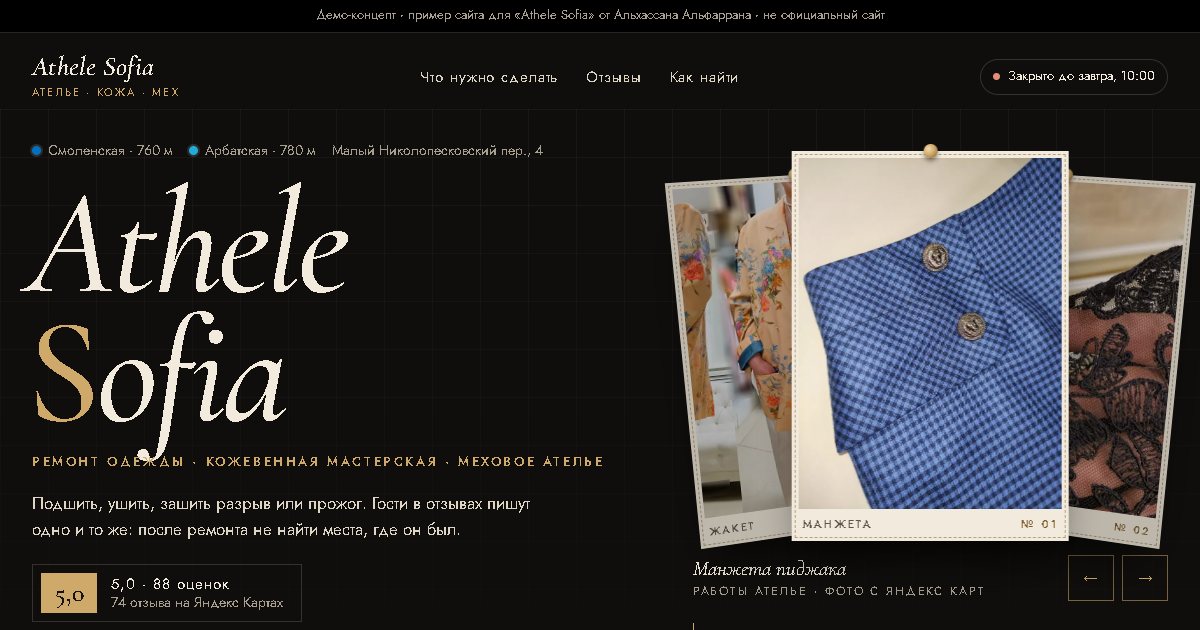 Демо-концепт · пример сайта для «Athele Sofia» от Альхассана Альфаррана · не официальный сайт
Athele Sofia
АТЕЛЬЕ · КОЖА · МЕХ
Что нужно сделать
Отзывы
Как найти
Закрыто до завтра, 10:00
Смоленская · 760 м
Арбатская · 780 м
Малый Николопесковский пер., 4
Athele
Sofia
РЕМОНТ ОДЕЖДЫ · КОЖЕВЕННАЯ МАСТЕРСКАЯ · МЕХОВОЕ АТЕЛЬЕ
Подшить, ушить, зашить разрыв или прожог. Гости в отзывах пишут
одно и то же: после ремонта не найти места, где он был.
5,0
5,0 · 88 оценок
74 отзыва на Яндекс Картах
ЖАКЕТ
МАНЖЕТА
№ 01
№ 02
Манжета пиджака
РАБОТЫ АТЕЛЬЕ · ФОТО С ЯНДЕКС КАРТ
← →